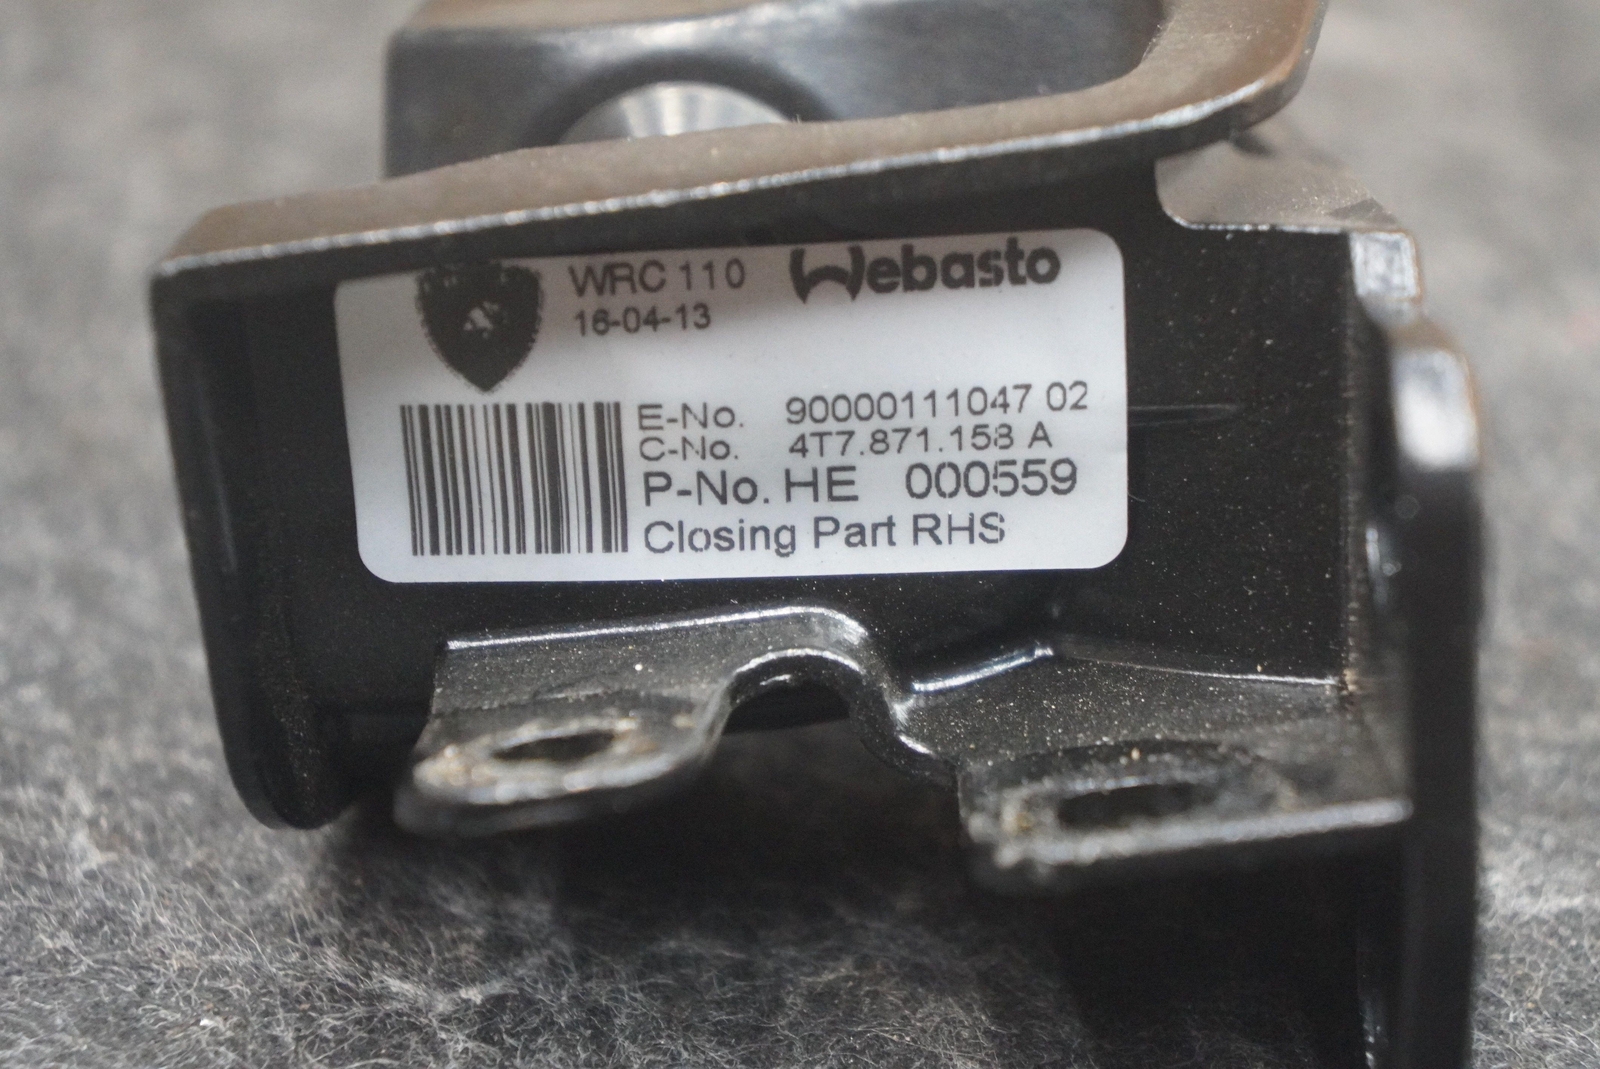 WRC 110
Webasto
16-04-13
E-No. 90000111047 02
C-No. 4T7.871.158 A
P-No. HE 000559
Closing Part RHS